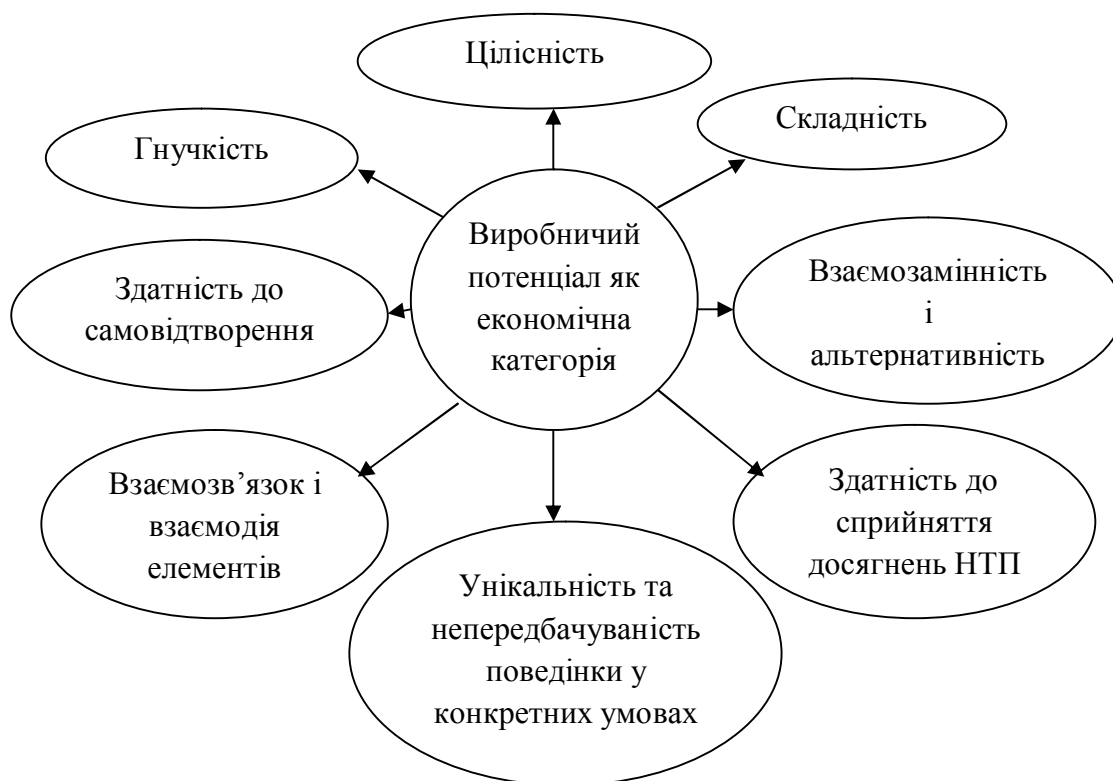 Цілісність
Складність
Гнучкість
Виробничий
потенціал як
економічна
категорія
Взаємозамінність
і
альтернативність
Здатність до
самовідтворення
Взаємозв’язок і
взаємодія
елементів
Здатність до
сприйняття
досягнень НТП
Унікальність та
непередбачуваність
поведінки у
конкретних умовах